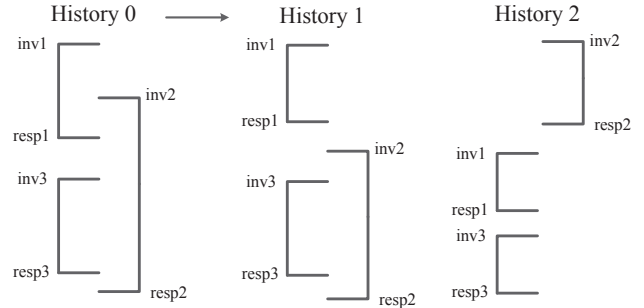 History 0
History 1
History 2
inv1
inv2
resp1
inv3
resp3
resp2
inv1
resp1
inv2
inv3
resp3
resp2
inv2
resp2
inv1
resp1
inv3
resp3